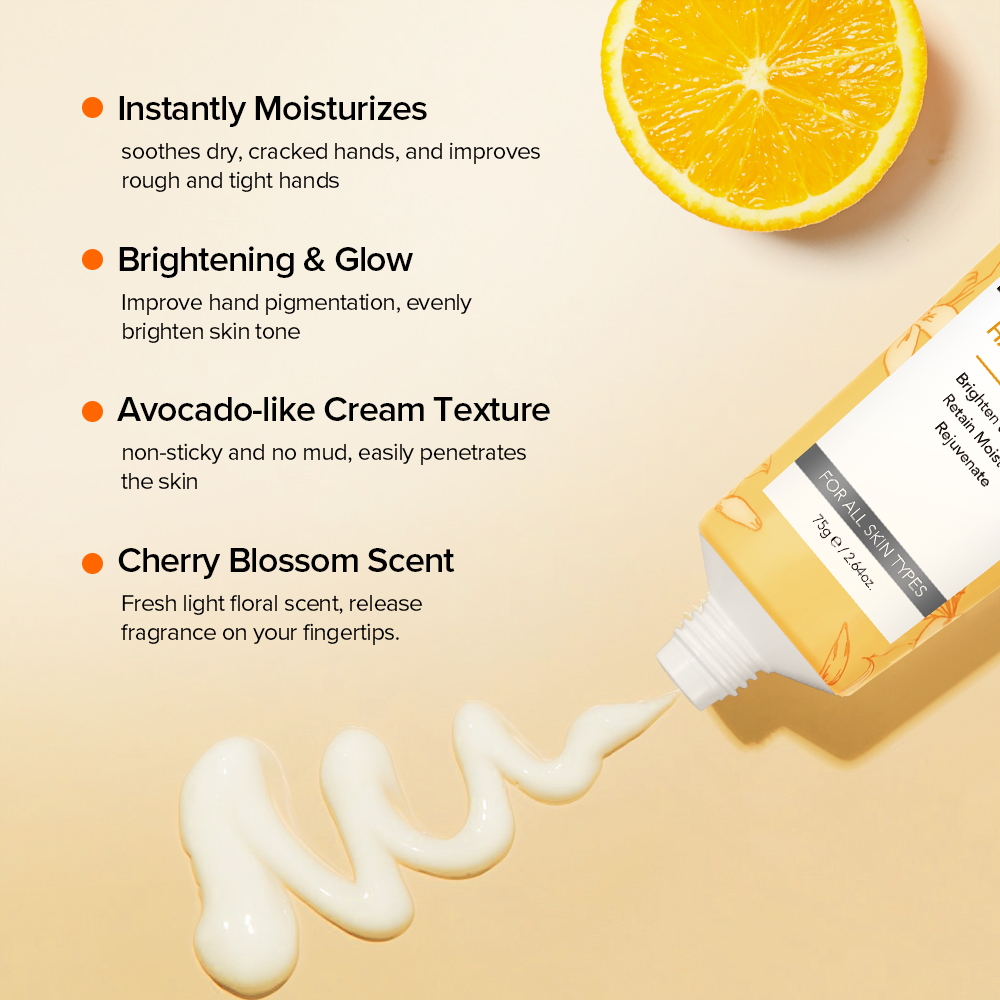 Instantly Moisturizes
soothes dry, cracked hands, and improves
rough and tight hands
Brightening & Glow
Improve hand pigmentation, evenly
brighten skin tone
Avocado-like Cream Texture
non-sticky and no mud, easily penetrates
the skin
Cherry Blossom Scent
Fresh light floral scent, release
fragrance on your fingertips.
Brighten
Retain
Rejuvenate
FOR ALL SKIN TYPES
75g ℮ / 2.64oz.